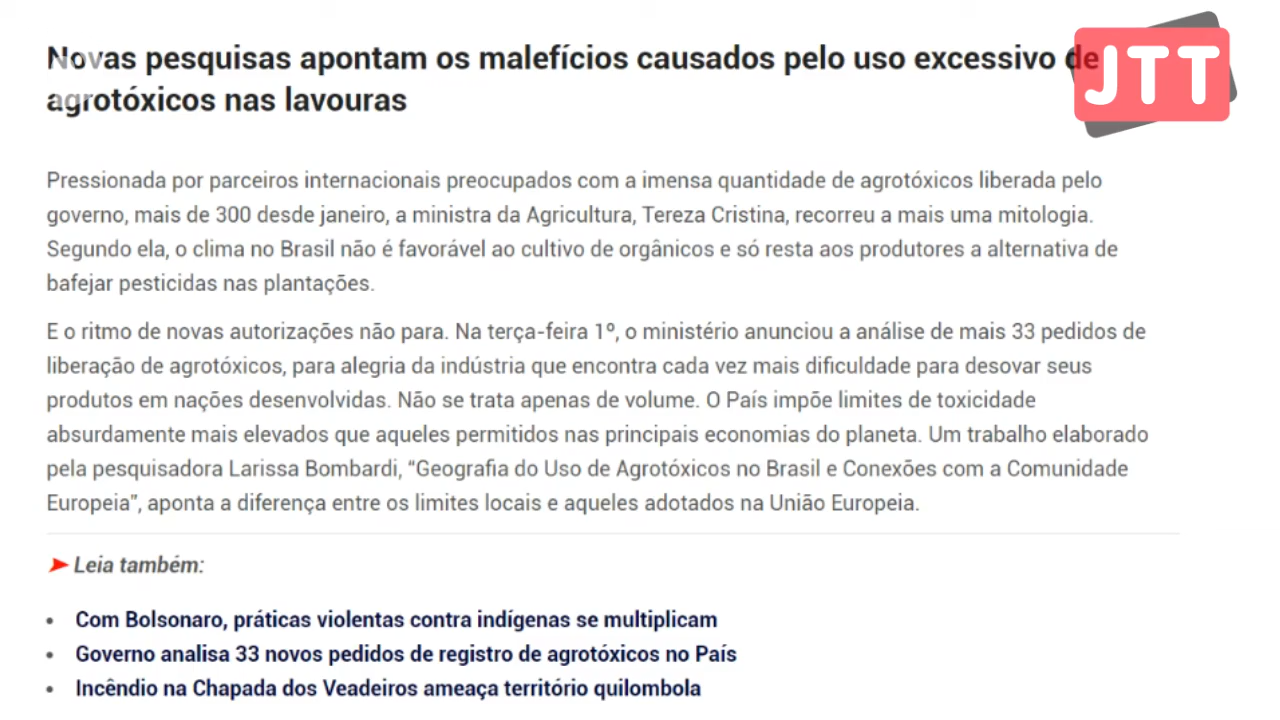 Novas pesquisas apontam os malefícios causados pelo uso excessivo de
agrotóxicos nas lavouras
JTT
Pressionada por parceiros internacionais preocupados com a imensa quantidade de agrotóxicos liberada pelo
governo, mais de 300 desde janeiro, a ministra da Agricultura, Tereza Cristina, recorreu a mais uma mitologia.
Segundo ela, o clima no Brasil não é favorável ao cultivo de orgânicos e só resta aos produtores a alternativa de
bafejar pesticidas nas plantações.
E o ritmo de novas autorizações não para. Na terça-feira 1º, o ministério anunciou a análise de mais 33 pedidos de
liberação de agrotóxicos, para alegria da indústria que encontra cada vez mais dificuldade para desovar seus
produtos em nações desenvolvidas. Não se trata apenas de volume. O País impõe limites de toxicidade
absurdamente mais elevados que aqueles permitidos nas principais economias do planeta. Um trabalho elaborado
pela pesquisadora Larissa Bombardi, “Geografia do Uso de Agrotóxicos no Brasil e Conexões com a Comunidade
Europeia”, aponta a diferença entre os limites locais e aqueles adotados na União Europeia.
➤ Leia também:
• Com Bolsonaro, práticas violentas contra indígenas se multiplicam
• Governo analisa 33 novos pedidos de registro de agrotóxicos no País
• Incêndio na Chapada dos Veadeiros ameaça território quilombola